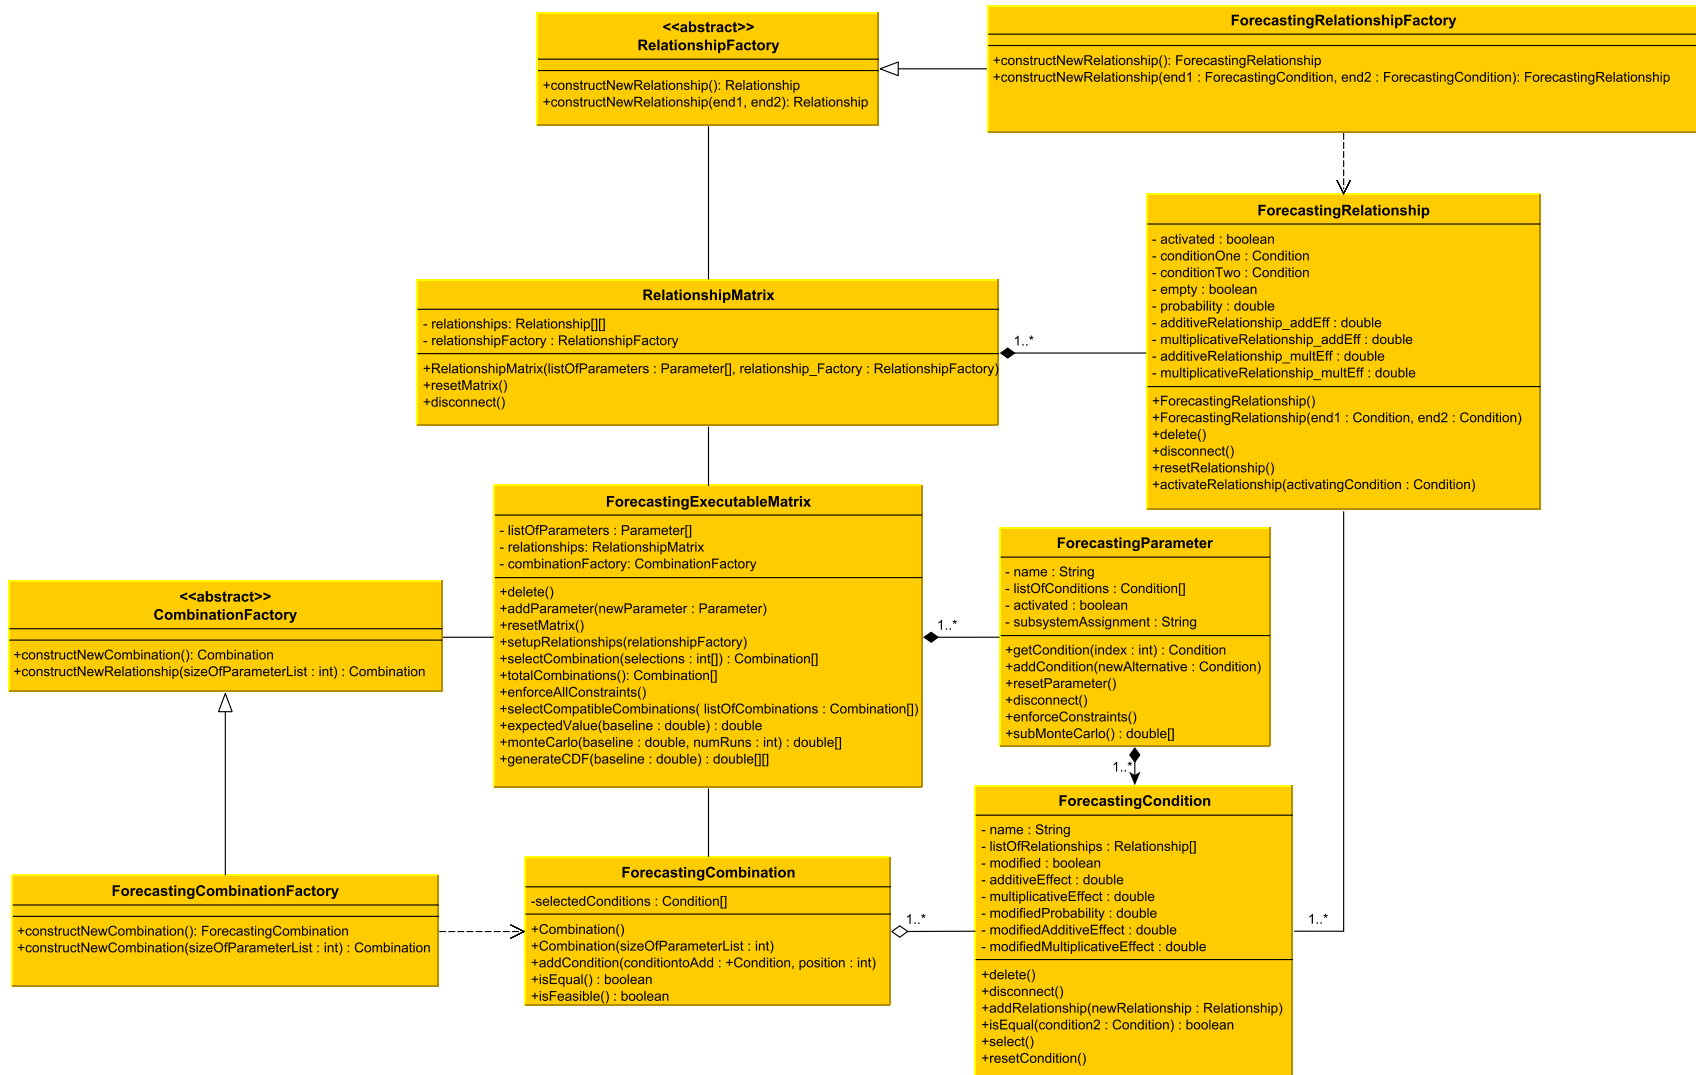 <<abstract>>
RelationshipFactory
+constructNewRelationship(): Relationship
+constructNewRelationship(end1, end2): Relationship
ForecastingRelationshipFactory
+constructNewRelationship(): ForecastingRelationship
+constructNewRelationship(end1 : ForecastingCondition, end2 : ForecastingCondition): ForecastingRelationship
ForecastingRelationship
- activated : boolean
- conditionOne : Condition
- conditionTwo : Condition
- empty : boolean
- probability : double
- additiveRelationship_addEff : double
- multiplicativeRelationship_addEff : double
- additiveRelationship_multEff : double
- multiplicativeRelationship_multEff : double
+ForecastingRelationship()
+ForecastingRelationship(end1 : Condition, end2 : Condition)
+delete()
+disconnect()
+resetRelationship()
+activateRelationship(activatingCondition : Condition)
RelationshipMatrix
- relationships: Relationship[][]
- relationshipFactory : RelationshipFactory
+RelationshipMatrix(listOfParameters : Parameter[], relationship_Factory : RelationshipFactory)
+resetMatrix()
+disconnect()
1..*
ForecastingExecutableMatrix
- listOfParameters : Parameter[]
- relationships: RelationshipMatrix
- combinationFactory: CombinationFactory
+delete()
+addParameter(newParameter : Parameter)
+resetMatrix()
+setupRelationships(relationshipFactory)
+selectCombination(selections : int[]) : Combination[]
+totalCombinations(): Combination[]
+enforceAllConstraints()
+selectCompatibleCombinations( listOfCombinations : Combination[])
+expectedValue(baseline : double) : double
+monteCarlo(baseline : double, numRuns : int) : double[]
+generateCDF(baseline : double) : double[][]
1..*
ForecastingParameter
- name : String
- listOfConditions : Condition[]
- activated : boolean
- subsystemAssignment : String
+getCondition(index : int) : Condition
+addCondition(newAlternative : Condition)
+resetParameter()
+disconnect()
+enforceConstraints()
+subMonteCarlo() : double[]
1..*
<<abstract>>
CombinationFactory
+constructNewCombination(): Combination
+constructNewRelationship(sizeOfParameterList : int) : Combination
ForecastingCombinationFactory
+constructNewCombination(): ForecastingCombination
+constructNewCombination(sizeOfParameterList : int) : Combination
ForecastingCombination
-selectedConditions : Condition[]
+Combination()
+Combination(sizeOfParameterList : int)
+addCondition(conditiontoAdd : +Condition, position : int)
+isEqual() : boolean
+isFeasible() : boolean
1..*
ForecastingCondition
- name : String
- listOfRelationships : Relationship[]
- modified : boolean
- additiveEffect : double
- multiplicativeEffect : double
- modifiedProbability : double
- modifiedAdditiveEffect : double
- modifiedMultiplicativeEffect : double
+delete()
+disconnect()
+addRelationship(newRelationship : Relationship)
+isEqual(condition2 : Condition) : boolean
+select()
+resetCondition()
1..*